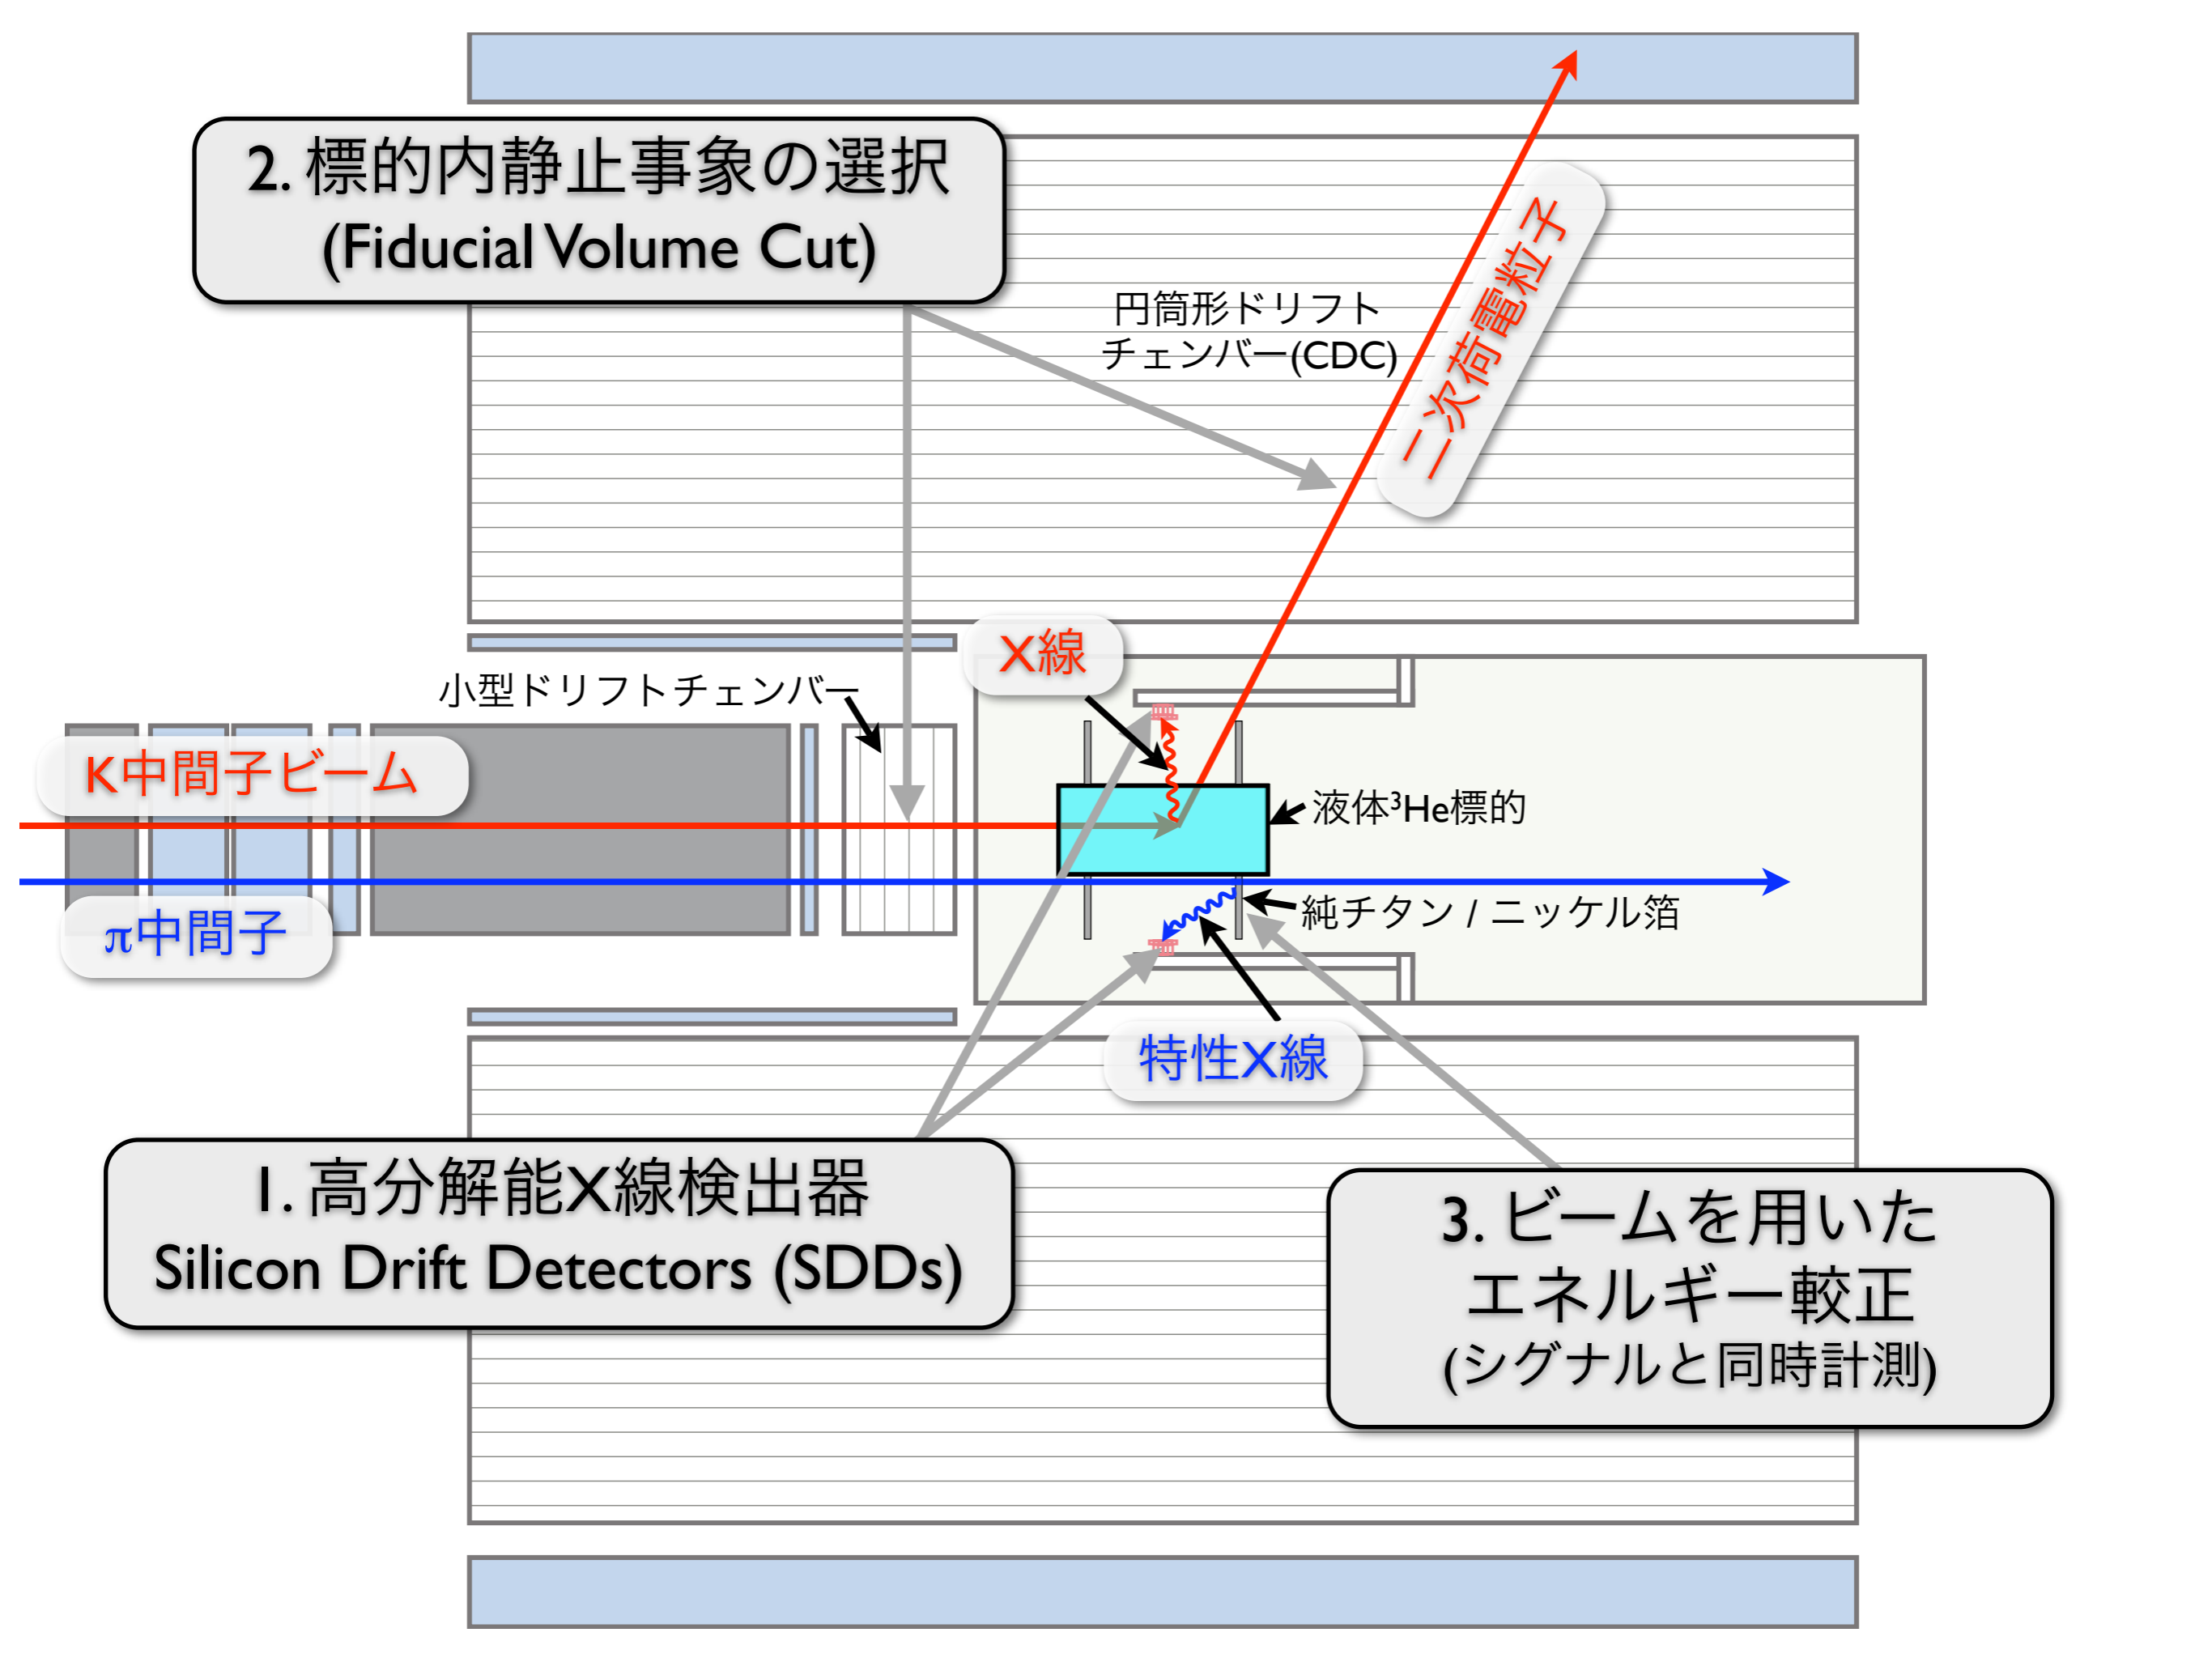 2. 標的内静止事象の選択
(Fiducial Volume Cut)
円筒形ドリフト
チェンバー(CDC)
二次荷電粒子
X線
小型ドリフトチェンバー
K中間子ビーム
液体³He標的
π中間子
純チタン / ニッケル箔
特性X線
1. 高分解能X線検出器
Silicon Drift Detectors (SDDs)
3. ビームを用いた
エネルギー較正
(シグナルと同時計測)